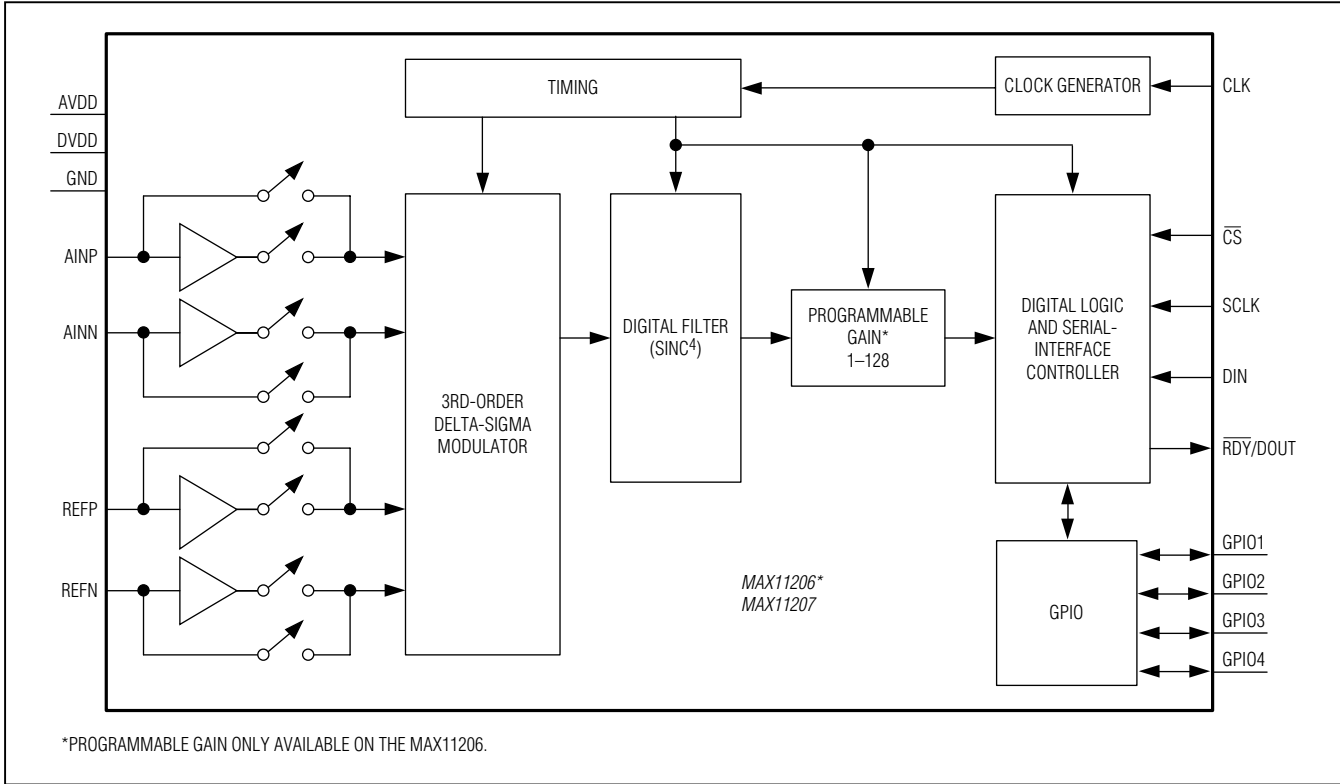 TIMING
CLOCK GENERATOR
CLK
AVDD
DVDD
GND
AINP
AINN
REFP
REFN
3RD-ORDER
DELTA-SIGMA
MODULATOR
DIGITAL FILTER
(SINC⁴)
PROGRAMMABLE
GAIN*
1–128
DIGITAL LOGIC
AND SERIAL-
INTERFACE
CONTROLLER
C̅S̅
SCLK
DIN
R̅D̅Y̅/DOUT
GPIO
GPIO1
GPIO2
GPIO3
GPIO4
MAX11206*
MAX11207
*PROGRAMMABLE GAIN ONLY AVAILABLE ON THE MAX11206.